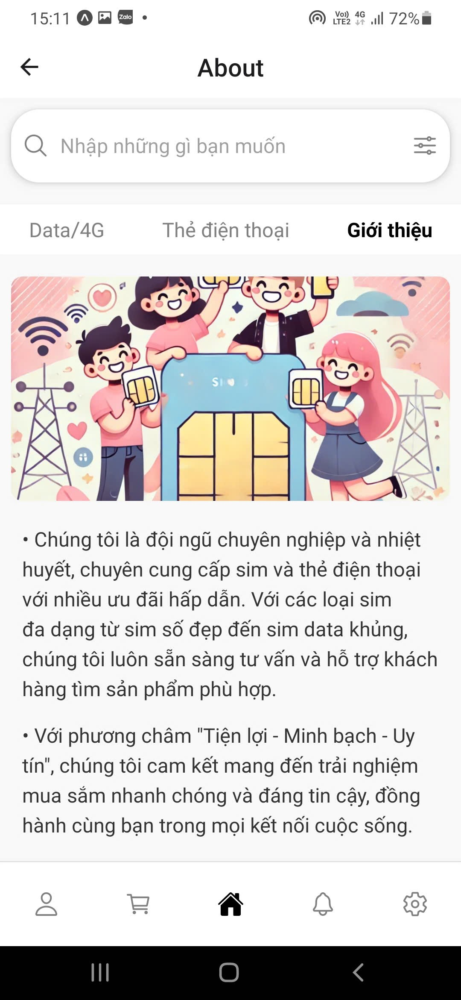 15:11
Zalo
Vo))
LTE2
4G
72%
About
Nhập những gì bạn muốn
Data/4G
Thẻ điện thoại
Giới thiệu
• Chúng tôi là đội ngũ chuyên nghiệp và nhiệt
huyết, chuyên cung cấp sim và thẻ điện thoại
với nhiều ưu đãi hấp dẫn. Với các loại sim
đa dạng từ sim số đẹp đến sim data khủng,
chúng tôi luôn sẵn sàng tư vấn và hỗ trợ khách
hàng tìm sản phẩm phù hợp.
• Với phương châm "Tiện lợi - Minh bạch - Uy
tín", chúng tôi cam kết mang đến trải nghiệm
mua sắm nhanh chóng và đáng tin cậy, đồng
hành cùng bạn trong mọi kết nối cuộc sống.